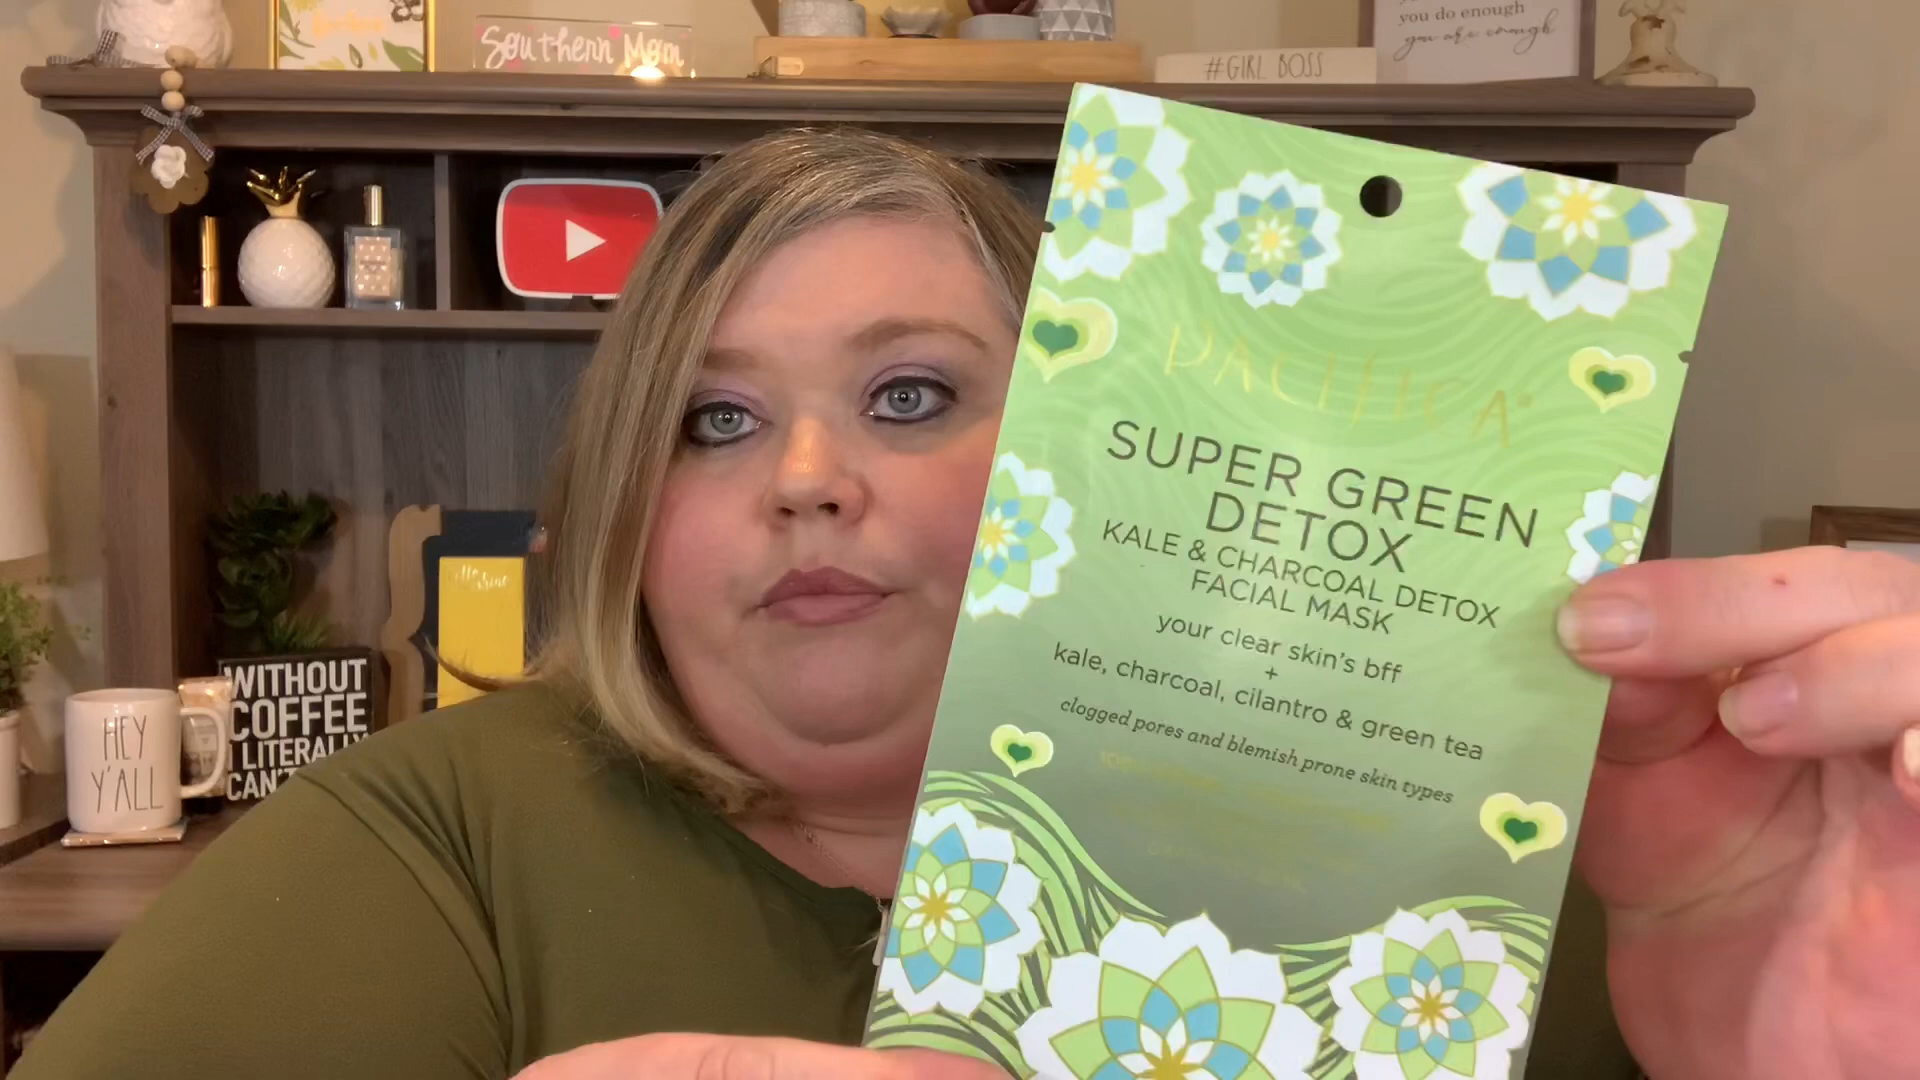 Southern Mom
#GIRL BOSS
you do enough
you are enough
PACIFICA
SUPER GREEN
DETOX
KALE & CHARCOAL DETOX
FACIAL MASK
your clear skin's bff
+
kale, charcoal, cilantro & green tea
clogged pores and blemish prone skin types
HEY
Y'ALL
WITHOUT
COFFEE
I LITERALLY
CAN'T